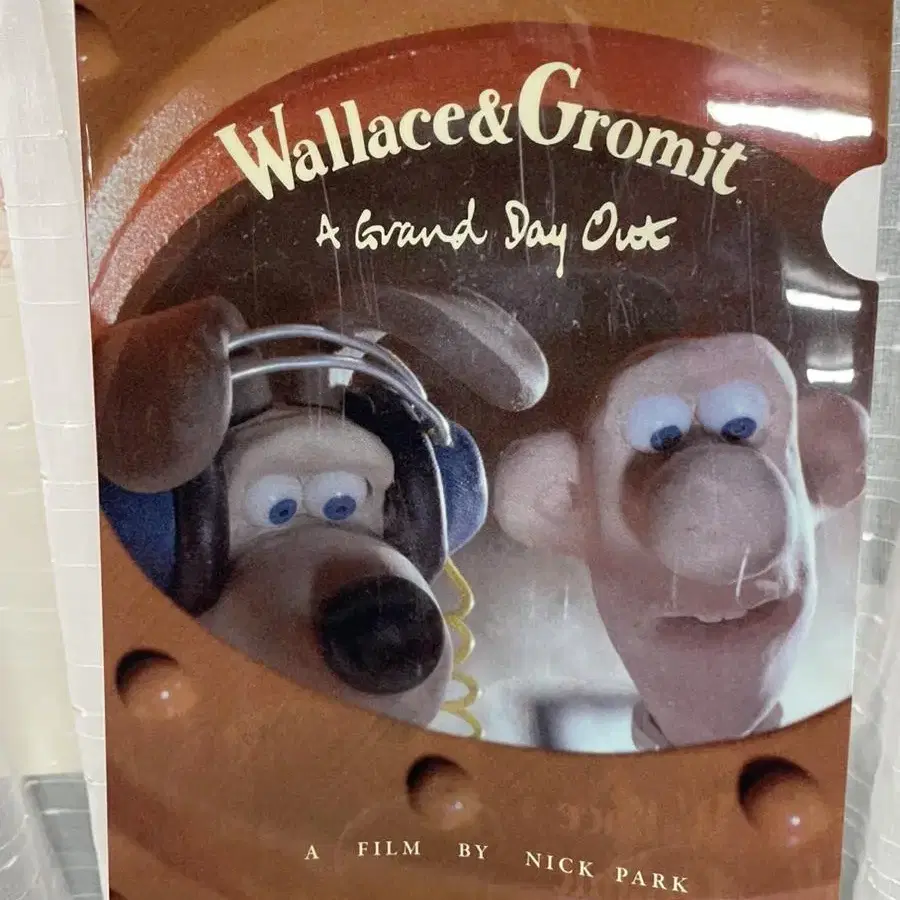 Wallace & Gromit
A Grand Day Out
A FILM BY NICK PARK